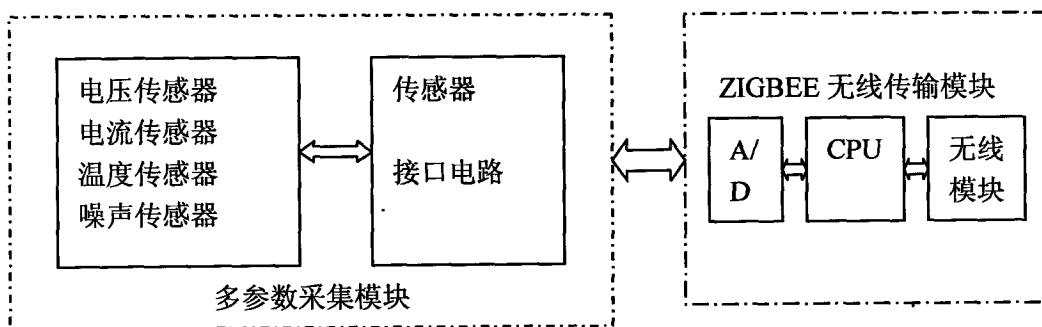 电压传感器
电流传感器
温度传感器
噪声传感器
传感器
接口电路
多参数采集模块
ZIGBEE 无线传输模块
A/
D
CPU
无线
模块